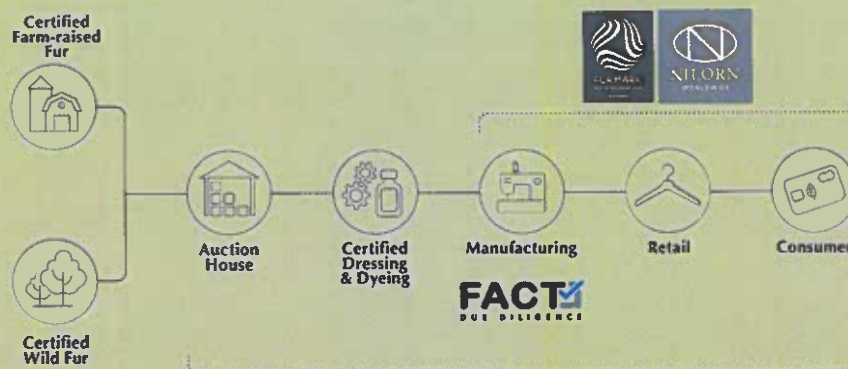 Certified
Farm-raised
Fur
NILORN
WORLDWIDE
Auction
House
Certified
Dressing
& Dyeing
Manufacturing
Retail
Consumer
FACT
DUE DILIGENCE
Certified
Wild Fur